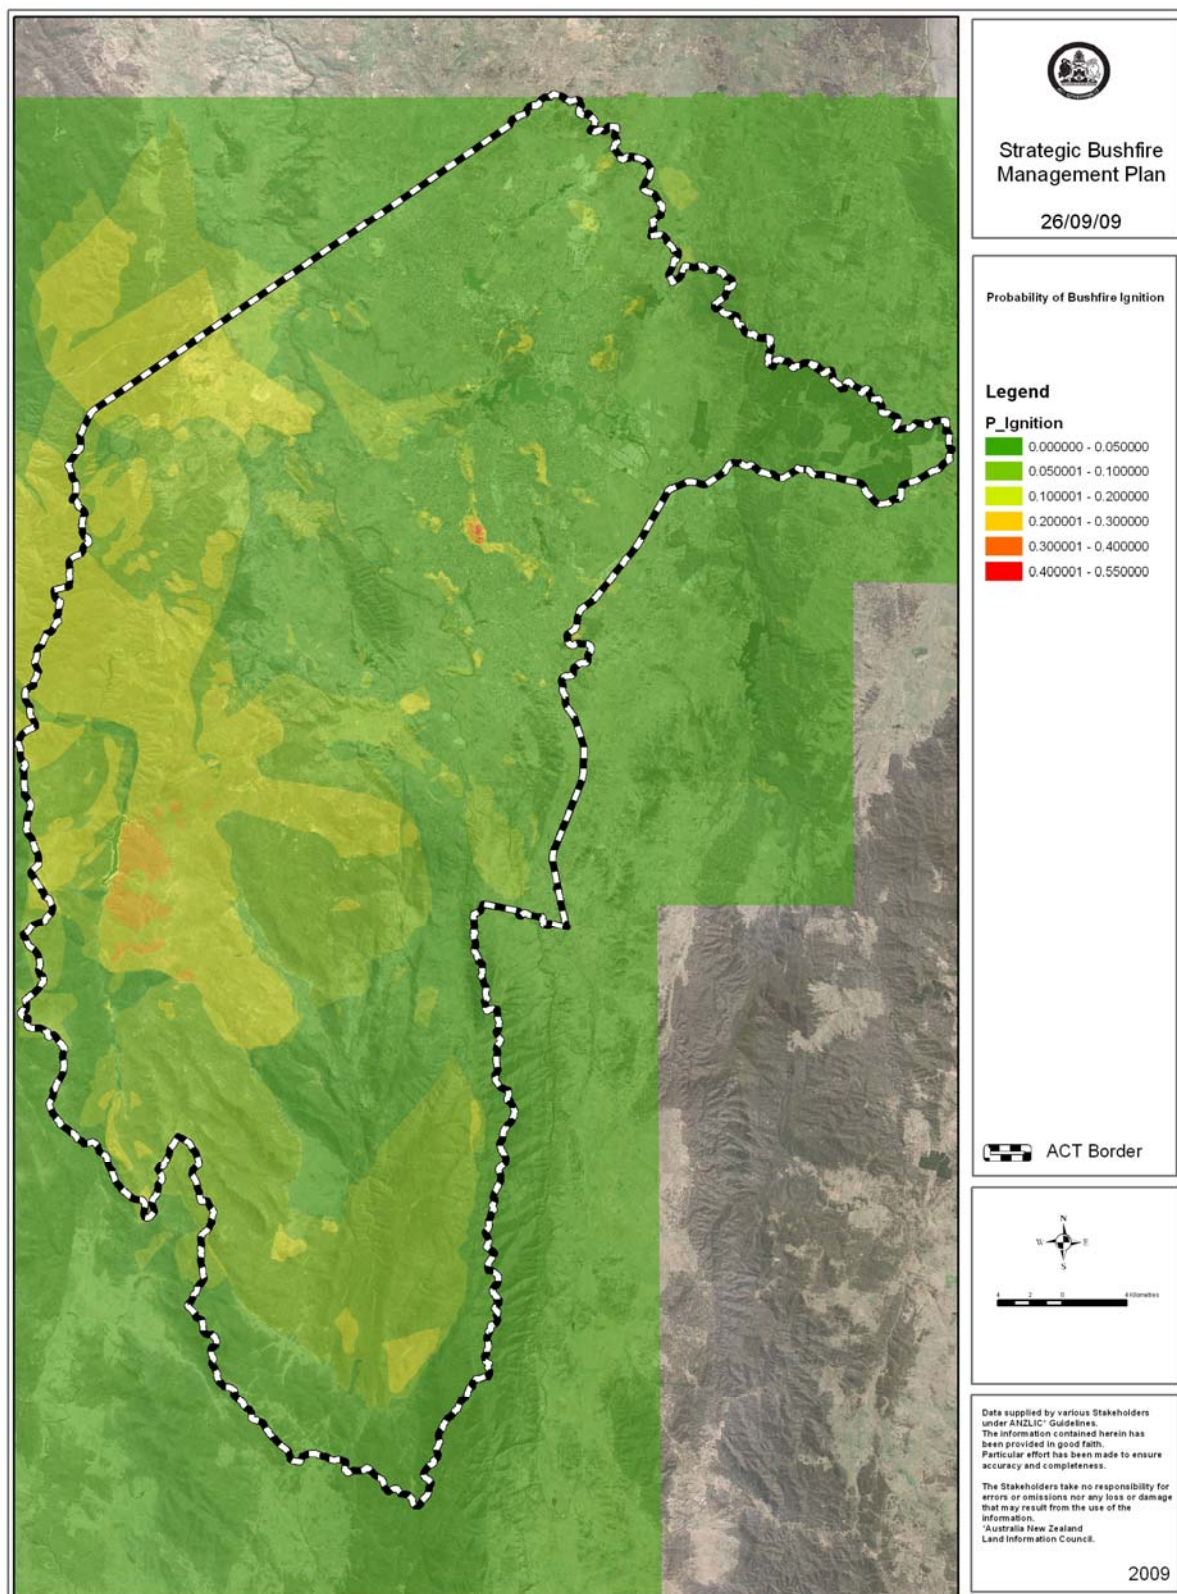 Strategic Bushfire
Management Plan
26/09/09
Probability of Bushfire Ignition
Legend
P_Ignition
0.000000 - 0.050000
0.050001 - 0.100000
0.100001 - 0.200000
0.200001 - 0.300000
0.300001 - 0.400000
0.400001 - 0.550000
ACT Border
N
W E
S
4 2 0 4 Kilometres
Data supplied by various Stakeholders
under ANZLIC* Guidelines.
The information contained herein has
been provided in good faith.
Particular effort has been made to ensure
accuracy and completeness.
The Stakeholders take no responsibility for
errors or omissions nor any loss or damage
that may result from the use of the
information.
*Australia New Zealand
Land Information Council.
2009